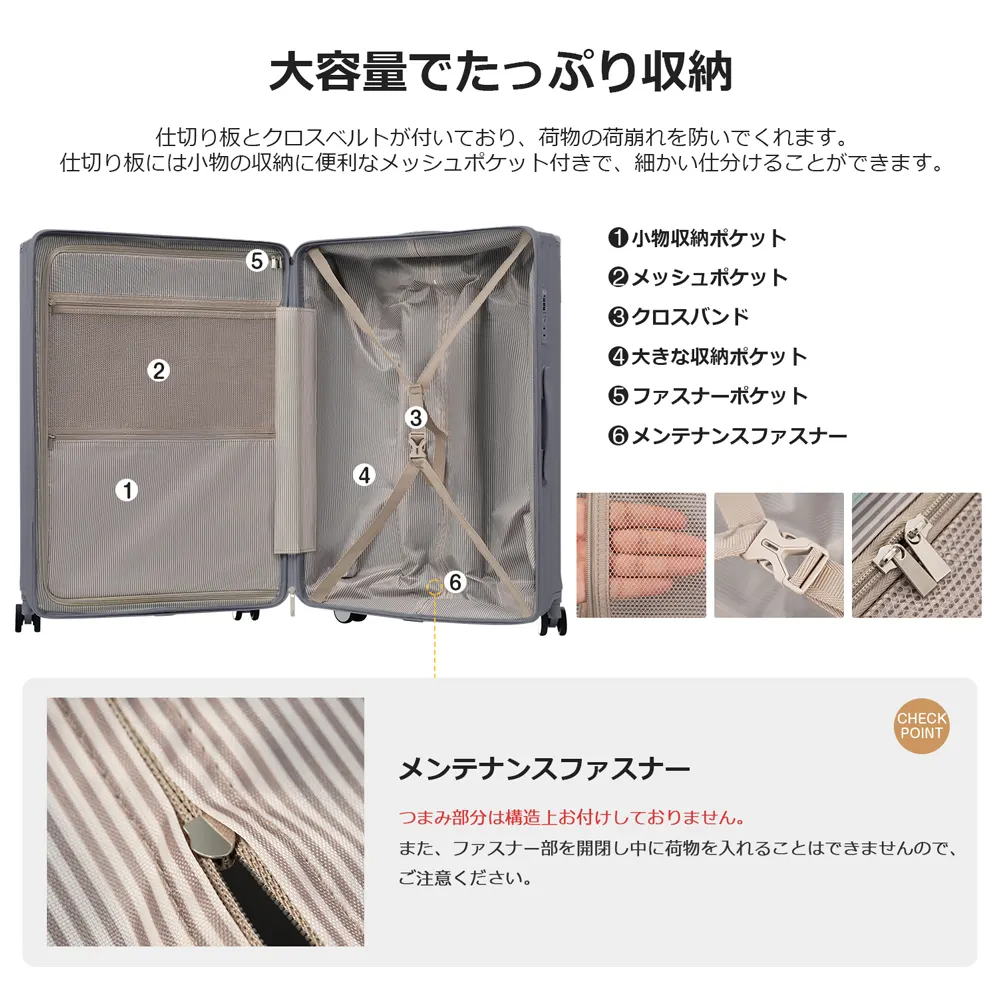 大容量でたっぷり収納
仕切り板とクロスベルトが付いており、荷物の荷崩れを防いでくれます。
仕切り板には小物の収納に便利なメッシュポケット付きで、細かい仕分けることができます。
❶小物収納ポケット
❷メッシュポケット
❸クロスバンド
❹大きな収納ポケット
❺ファスナーポケット
❻メンテナンスファスナー
5
2
3
4
1
6
CHECK
POINT
メンテナンスファスナー
つまみ部分は構造上お付けしておりません。
また、ファスナー部を開閉し中に荷物を入れることはできませんので、
ご注意ください。